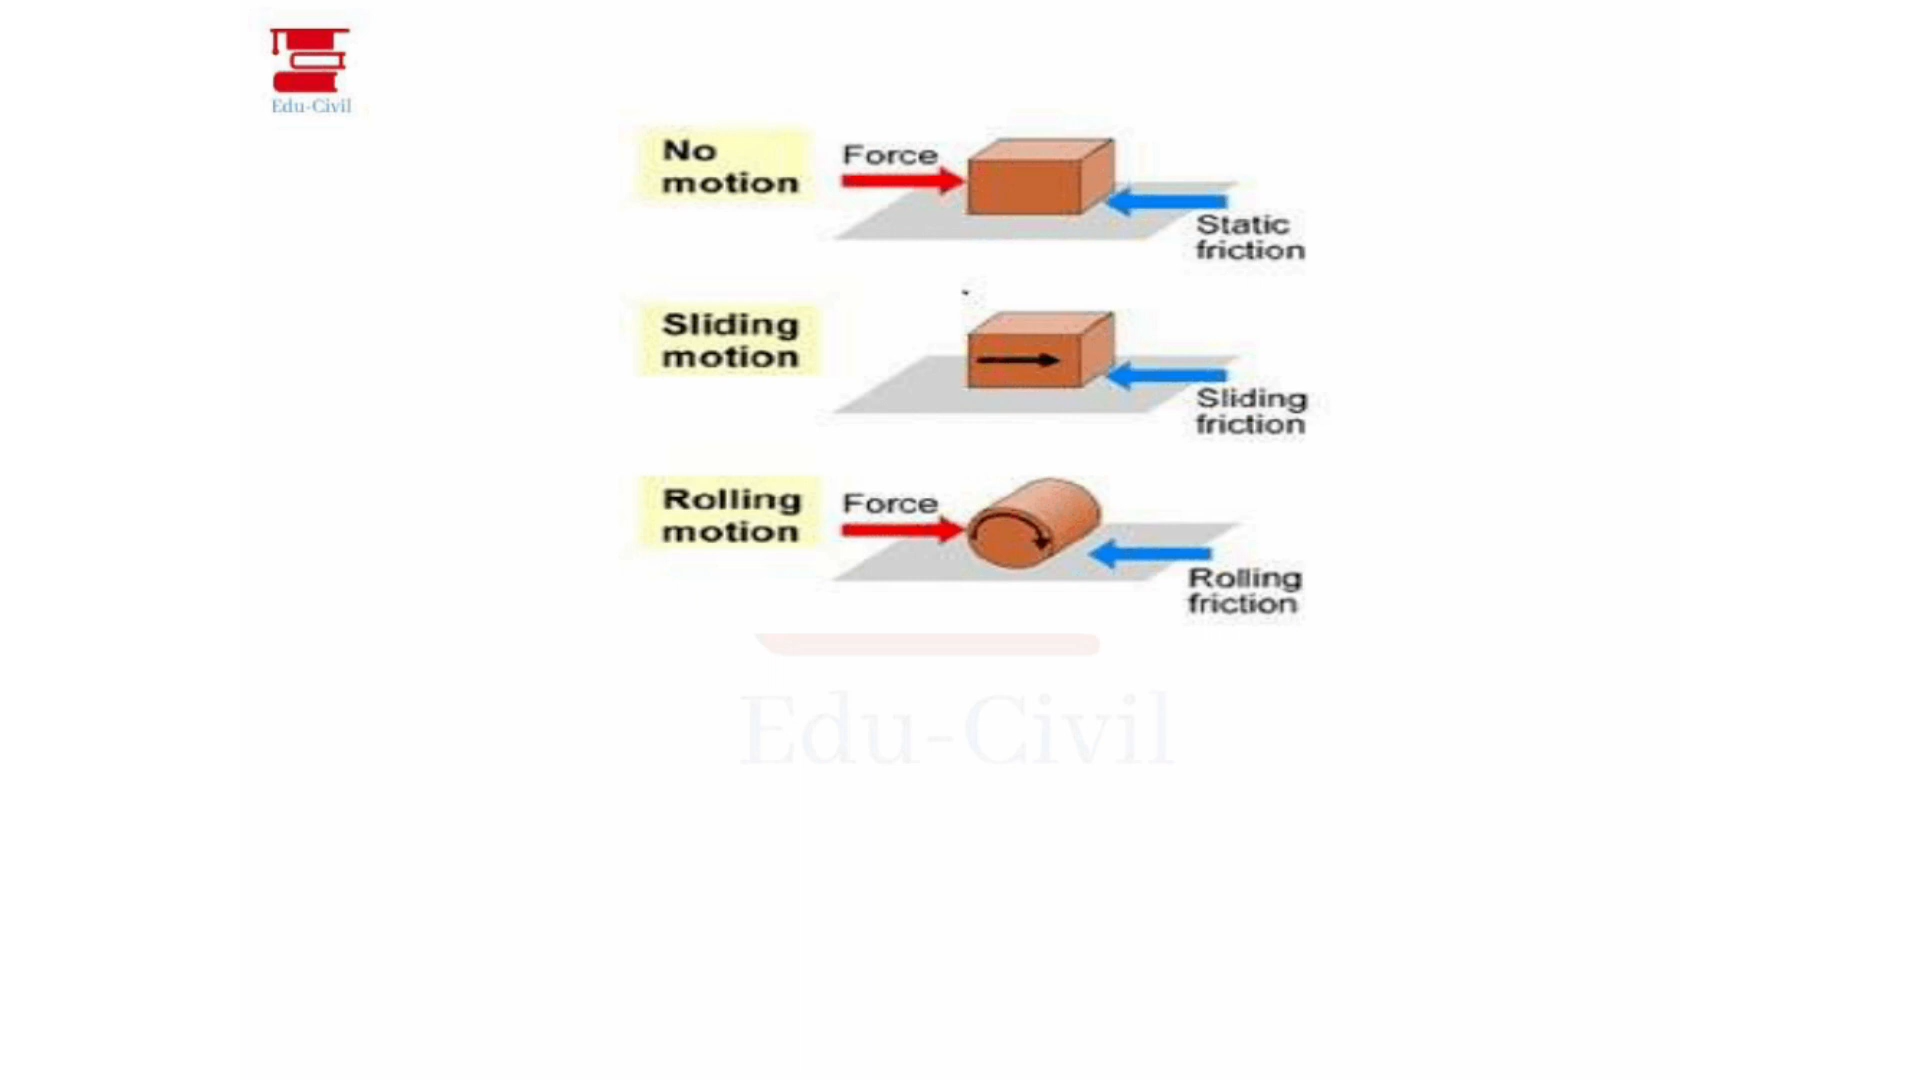 Edu-Civil
No
motion
Force
Static
friction
Sliding
motion
Sliding
friction
Rolling
motion
Force
Rolling
friction
Edu-Civil